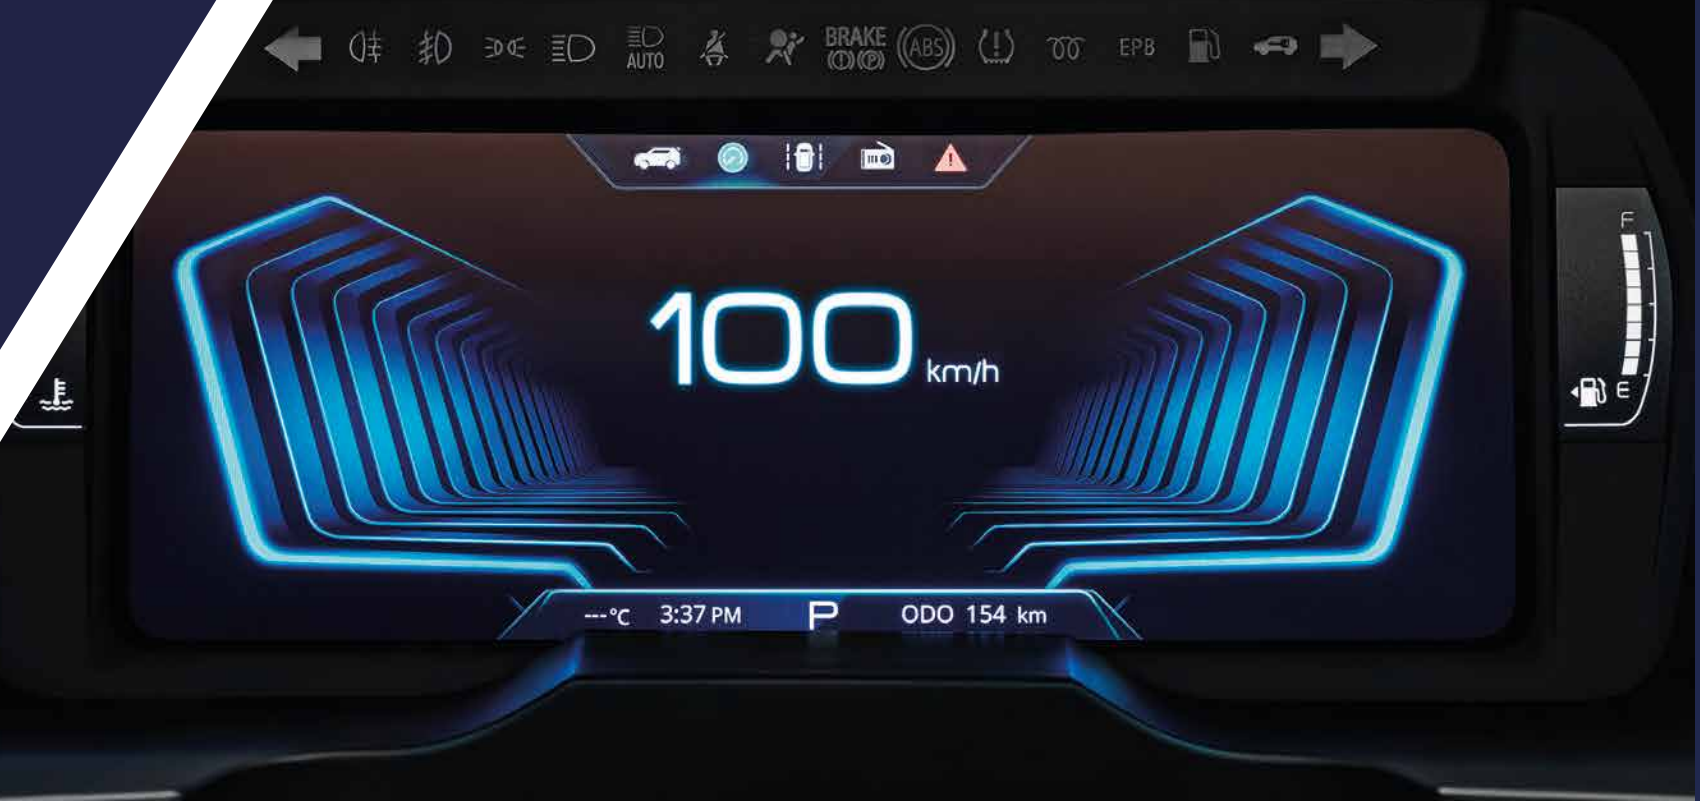 AUTO
BRAKE
(!) (P)
(ABS)
(!)
EPB
100 km/h
F
E
---°C 3:37 PM P ODO 154 km